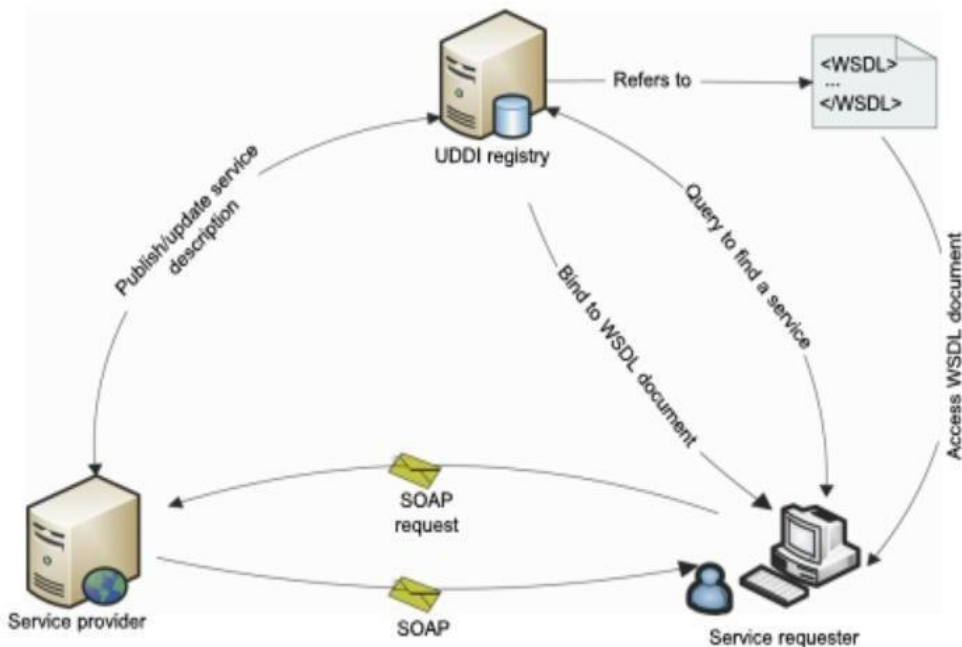 <WSDL>
...
</WSDL>
Refers to
UDDI registry
Publish/update service
description
Query to find a service
Bind to WSDL document
Access WSDL document
SOAP
request
SOAP
Service provider
Service requester